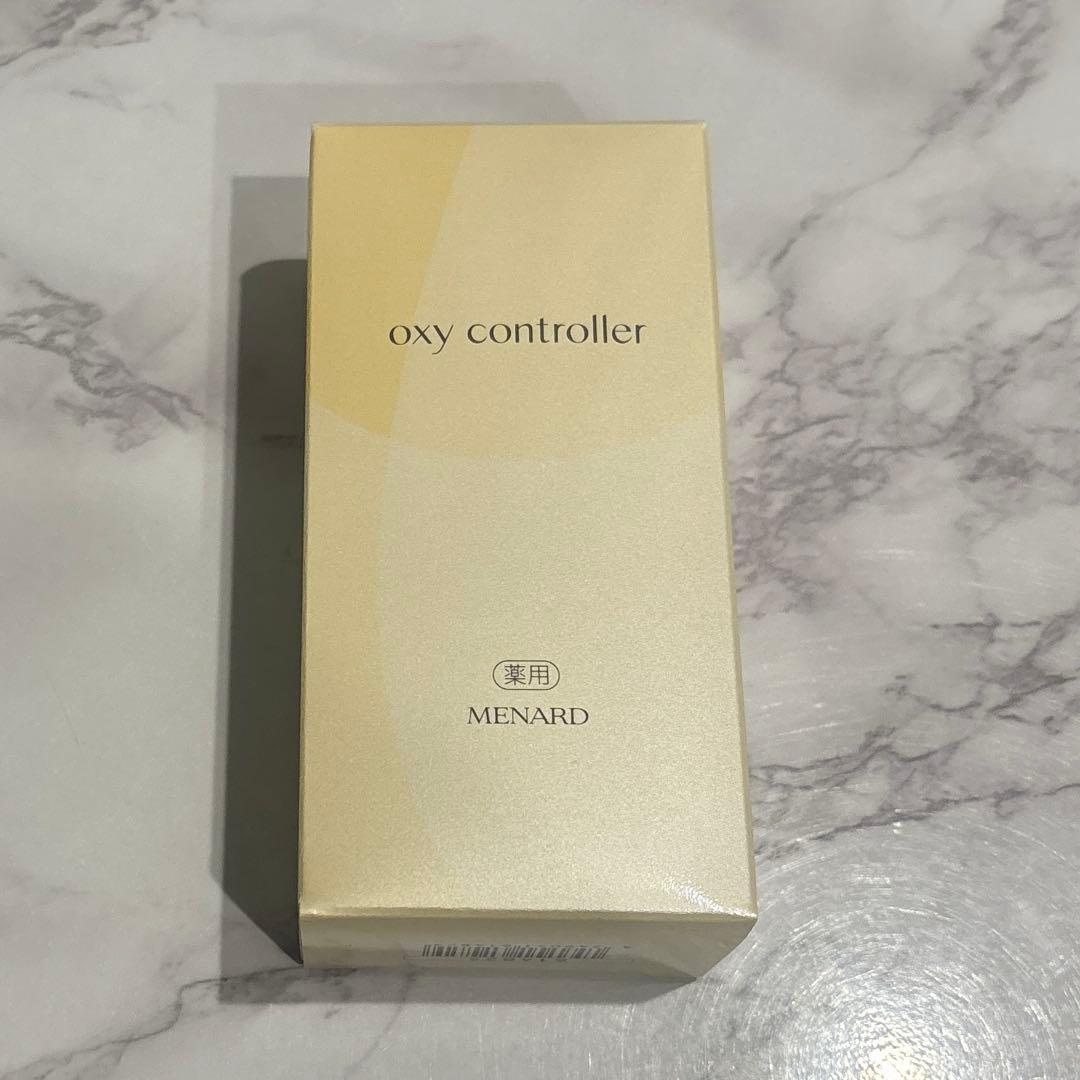 oxy controller
薬用
MENARD